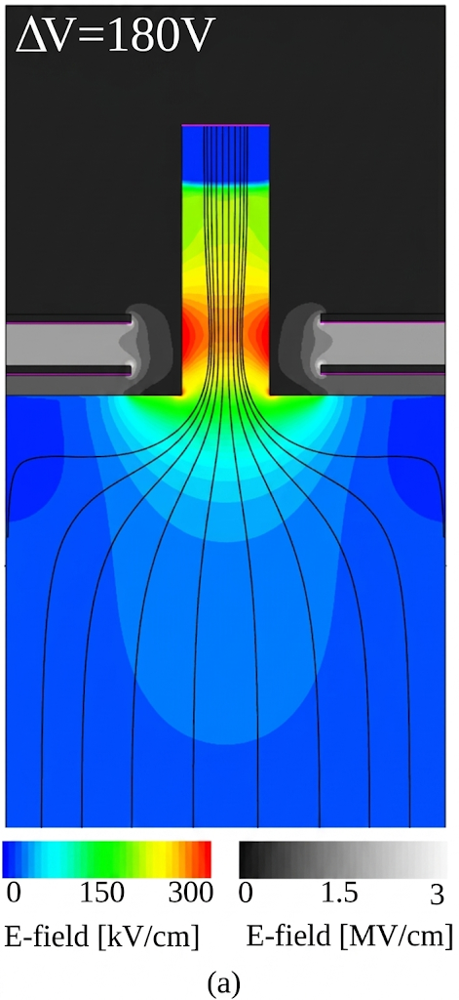 ΔV=180V
0 150 300 0 1.5 3
E-field [kV/cm] E-field [MV/cm]
(a)